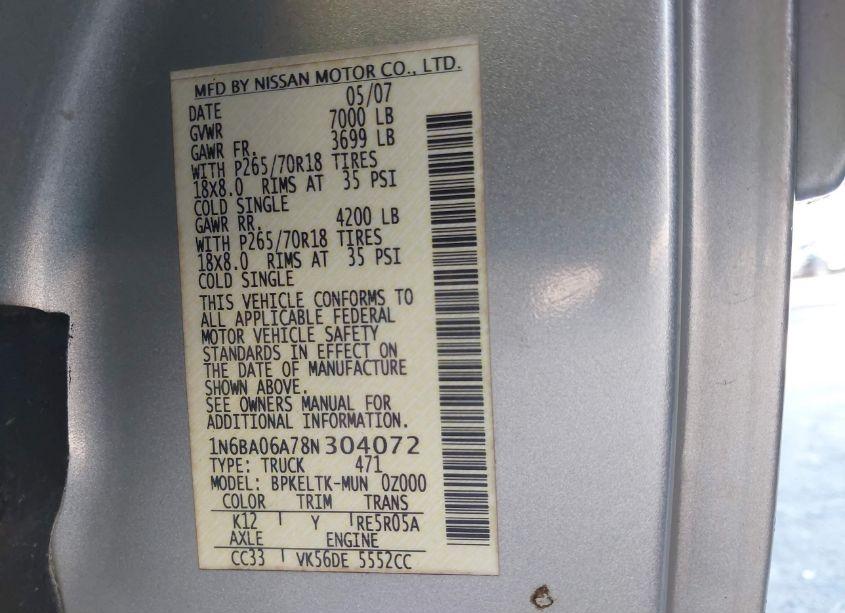 MFD BY NISSAN MOTOR CO., LTD.
DATE 05/07
GVWR 7000 LB
GAWR FR. 3699 LB
WITH P265/70R18 TIRES
18X8.0 RIMS AT 35 PSI
COLD SINGLE
GAWR RR. 4200 LB
WITH P265/70R18 TIRES
18X8.0 RIMS AT 35 PSI
COLD SINGLE
THIS VEHICLE CONFORMS TO
ALL APPLICABLE FEDERAL
MOTOR VEHICLE SAFETY
STANDARDS IN EFFECT ON
THE DATE OF MANUFACTURE
SHOWN ABOVE.
SEE OWNERS MANUAL FOR
ADDITIONAL INFORMATION.
1N6BA06A78N304072
TYPE: TRUCK 471
MODEL: BPKELTK-MUN 0Z000
COLOR TRIM TRANS
K12 Y RE5R05A
AXLE ENGINE
CC33 VK56DE 5552CC